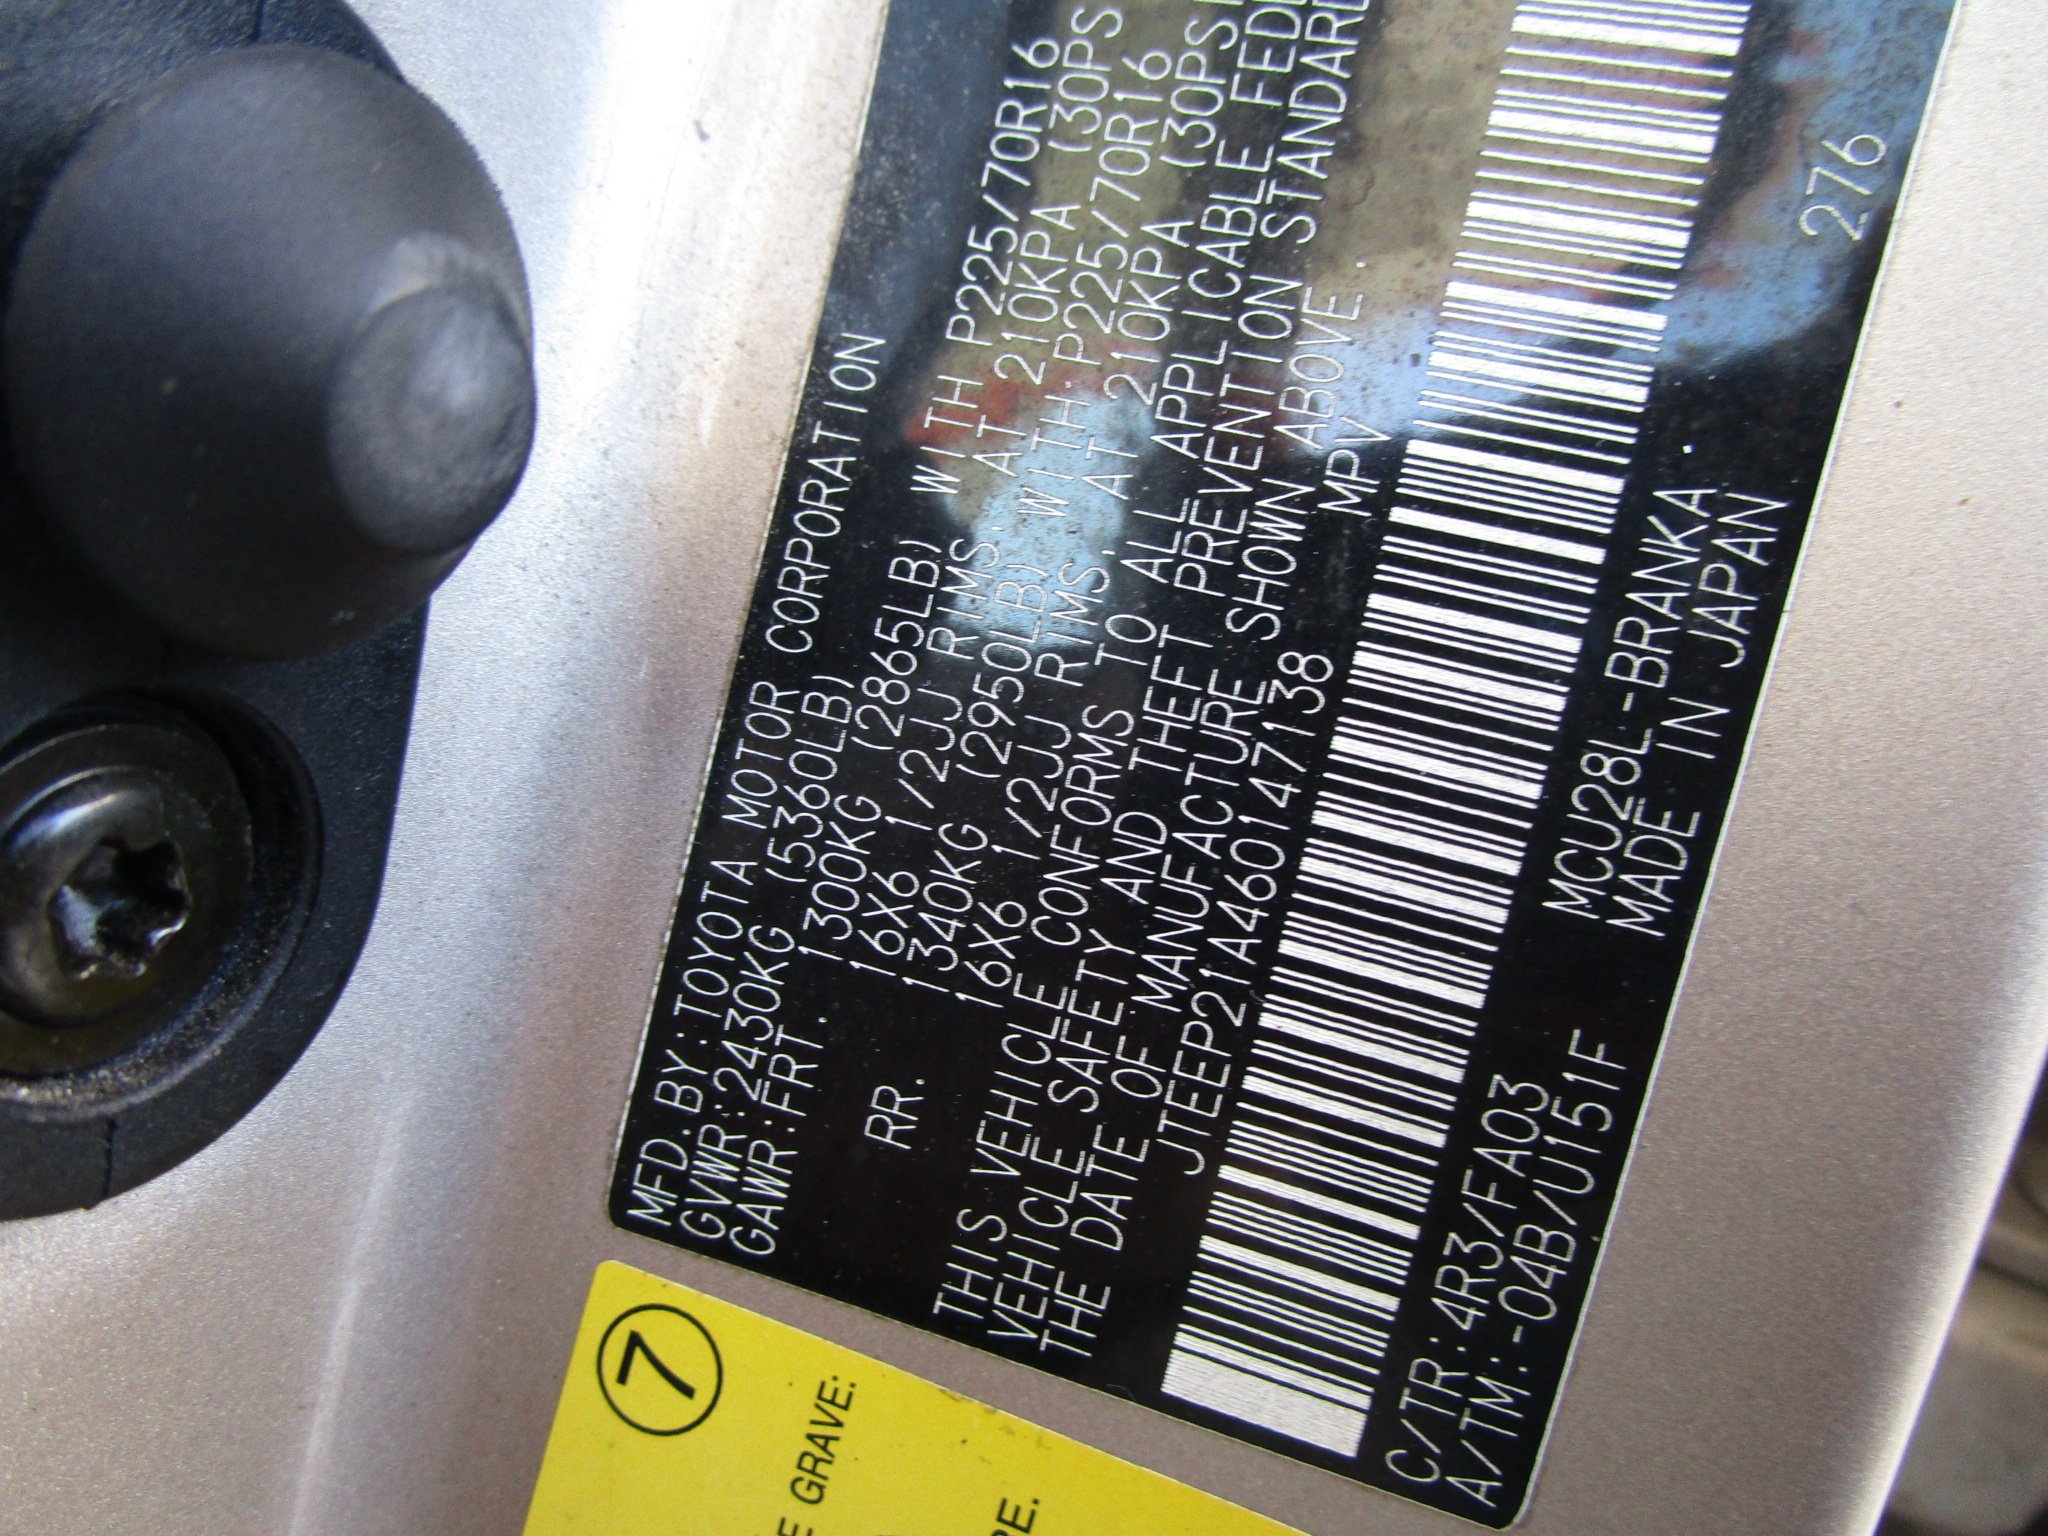 MFD.BY:TOYOTA MOTOR CORPORATION
GVWR:2430KG (5360LB)
GAWR:FRT. 1300KG (2865LB) WITH P225/70R16
16X6 1/2JJ RIMS, AT 210KPA (30PS
RR. 1340KG (2950LB) WITH P225/70R16
16X6 1/2JJ RIMS, AT 210KPA (30PSI
THIS VEHICLE CONFORMS TO ALL APPLICABLE FEDE
VEHICLE SAFETY AND THEFT PREVENTION STANDARD
THE DATE OF MANUFACTURE SHOWN ABOVE.
JTEEP21A460147138 MPV
276
MCU28L-BRANKA
C/TR:4R3/FA03 MADE IN JAPAN
A/TM:-04B/U151F
7
E GRAVE:
RE.